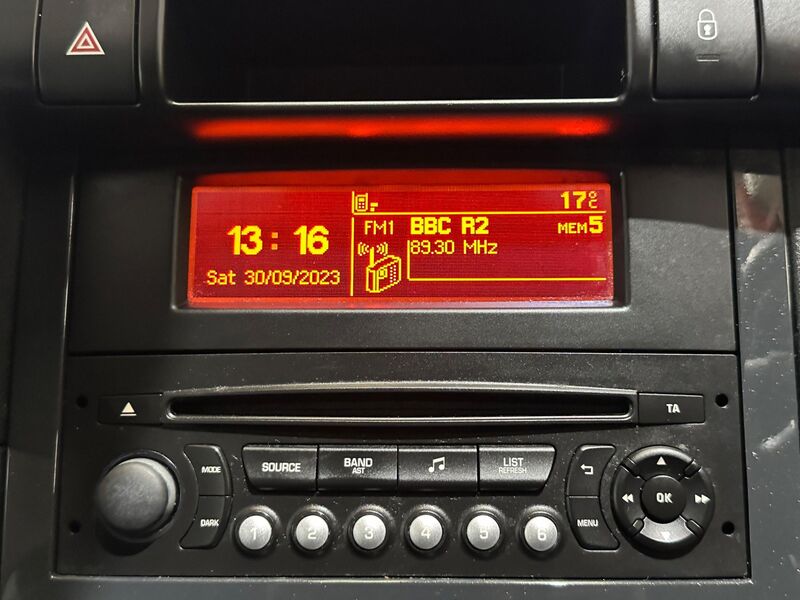 17°C
FM1 BBC R2 MEM5
13:16
89.30 MHz
Sat 30/09/2023
TA
MODE
SOURCE
BAND
AST
LIST
REFRESH
DARK
OK
MENU
1 2 3 4 5 6